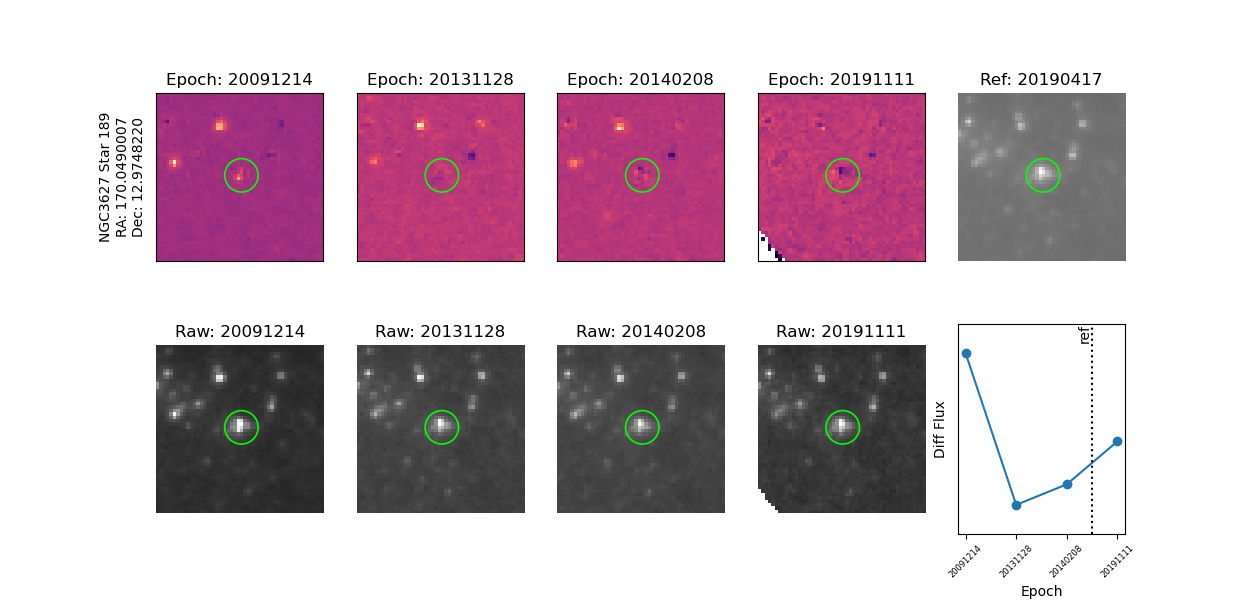 Epoch: 20091214
Epoch: 20131128
Epoch: 20140208
Epoch: 20191111
Ref: 20190417
NGC3627 Star 189
RA: 170.0490007
Dec: 12.9748220
Raw: 20091214
Raw: 20131128
Raw: 20140208
Raw: 20191111
ref
Diff Flux
20091214
20131128
20140208
20191111
Epoch